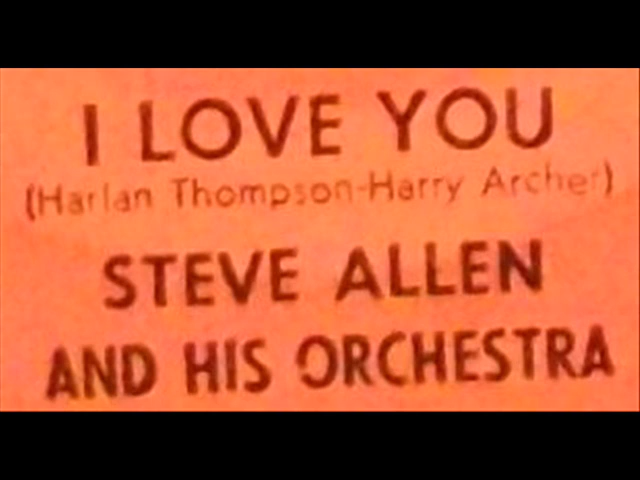 I LOVE YOU
(Harlan Thompson-Harry Archer)
STEVE ALLEN
AND HIS ORCHESTRA